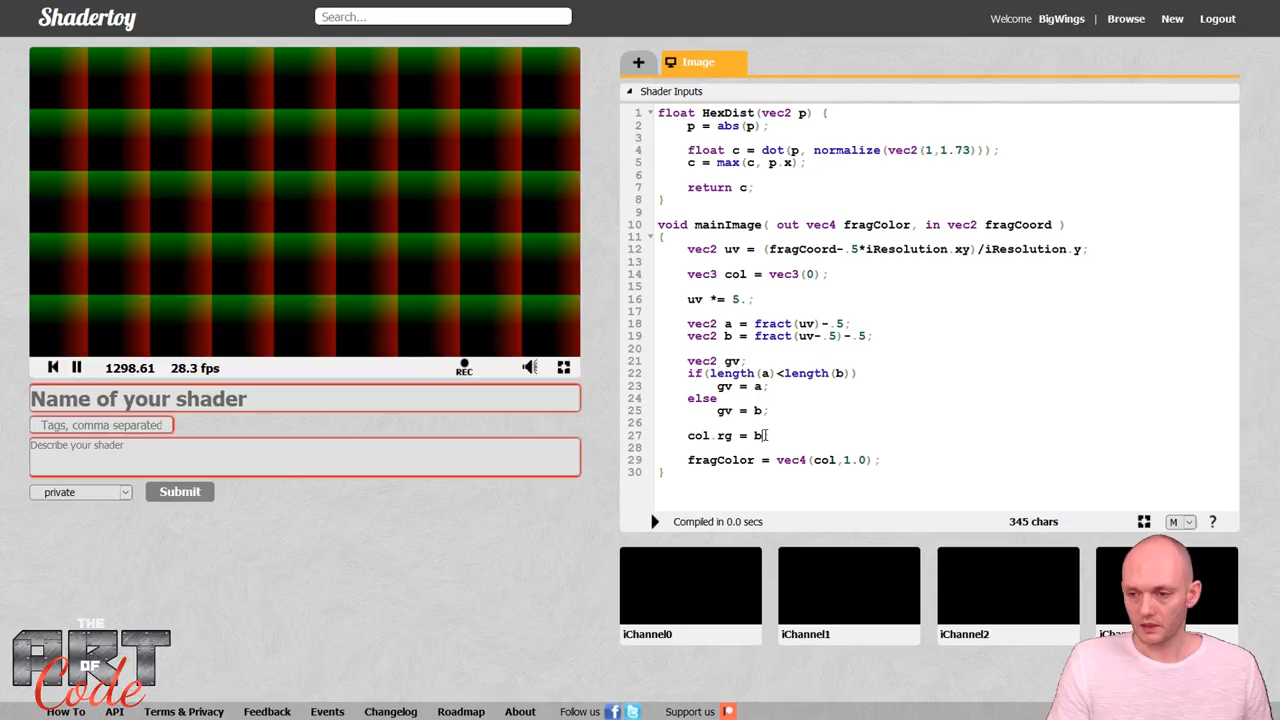 Shadertoy
Search...
Welcome BigWings | Browse New Logout
+ Image
Shader Inputs
1 float HexDist(vec2 p) {
2 p = abs(p);
3
4 float c = dot(p, normalize(vec2(1,1.73)));
5 c = max(c, p.x);
6
7 return c;
8 }
9
10 void mainImage( out vec4 fragColor, in vec2 fragCoord )
11 {
12 vec2 uv = (fragCoord-.5*iResolution.xy)/iResolution.y;
13
14 vec3 col = vec3(0);
15
16 uv *= 5.;
17
18 vec2 a = fract(uv)-.5;
19 vec2 b = fract(uv-.5)-.5;
20
21 vec2 gv;
22 if(length(a)<length(b))
23 gv = a;
24 else
25 gv = b;
26
27 col.rg = b
28
29 fragColor = vec4(col,1.0);
30 }
1298.61 28.3 fps REC
Name of your shader
Tags, comma separated
Describe your shader
private Submit
Compiled in 0.0 secs 345 chars M ?
iChannel0 iChannel1 iChannel2
THE
ART
OF
Code
How To API Terms & Privacy Feedback Events Changelog Roadmap About Follow us Support us